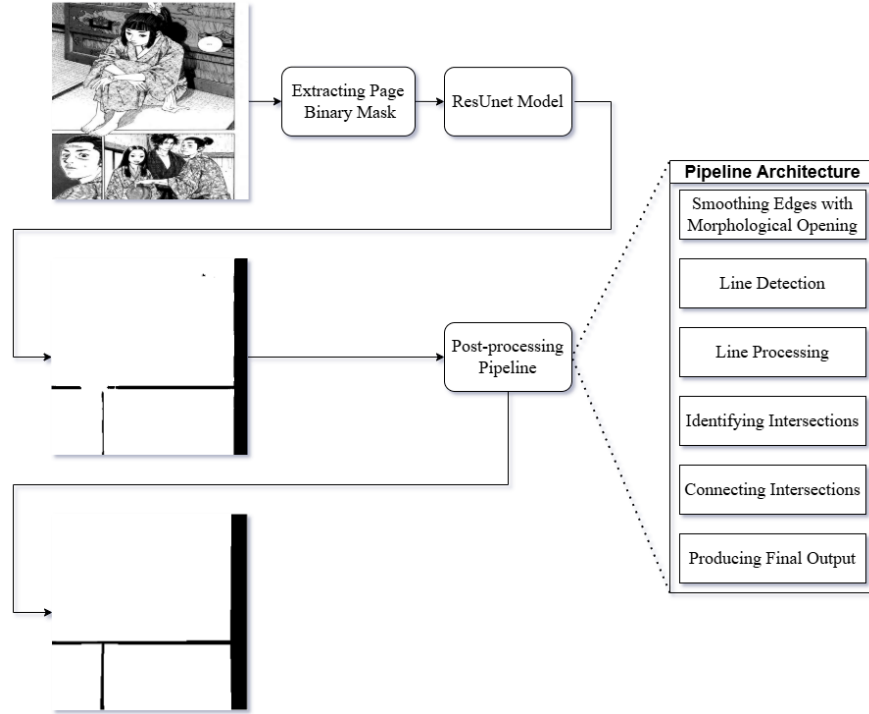 Extracting Page
Binary Mask
ResUnet Model
Pipeline Architecture
Smoothing Edges with
Morphological Opening
Line Detection
Line Processing
Identifying Intersections
Connecting Intersections
Producing Final Output
Post-processing
Pipeline